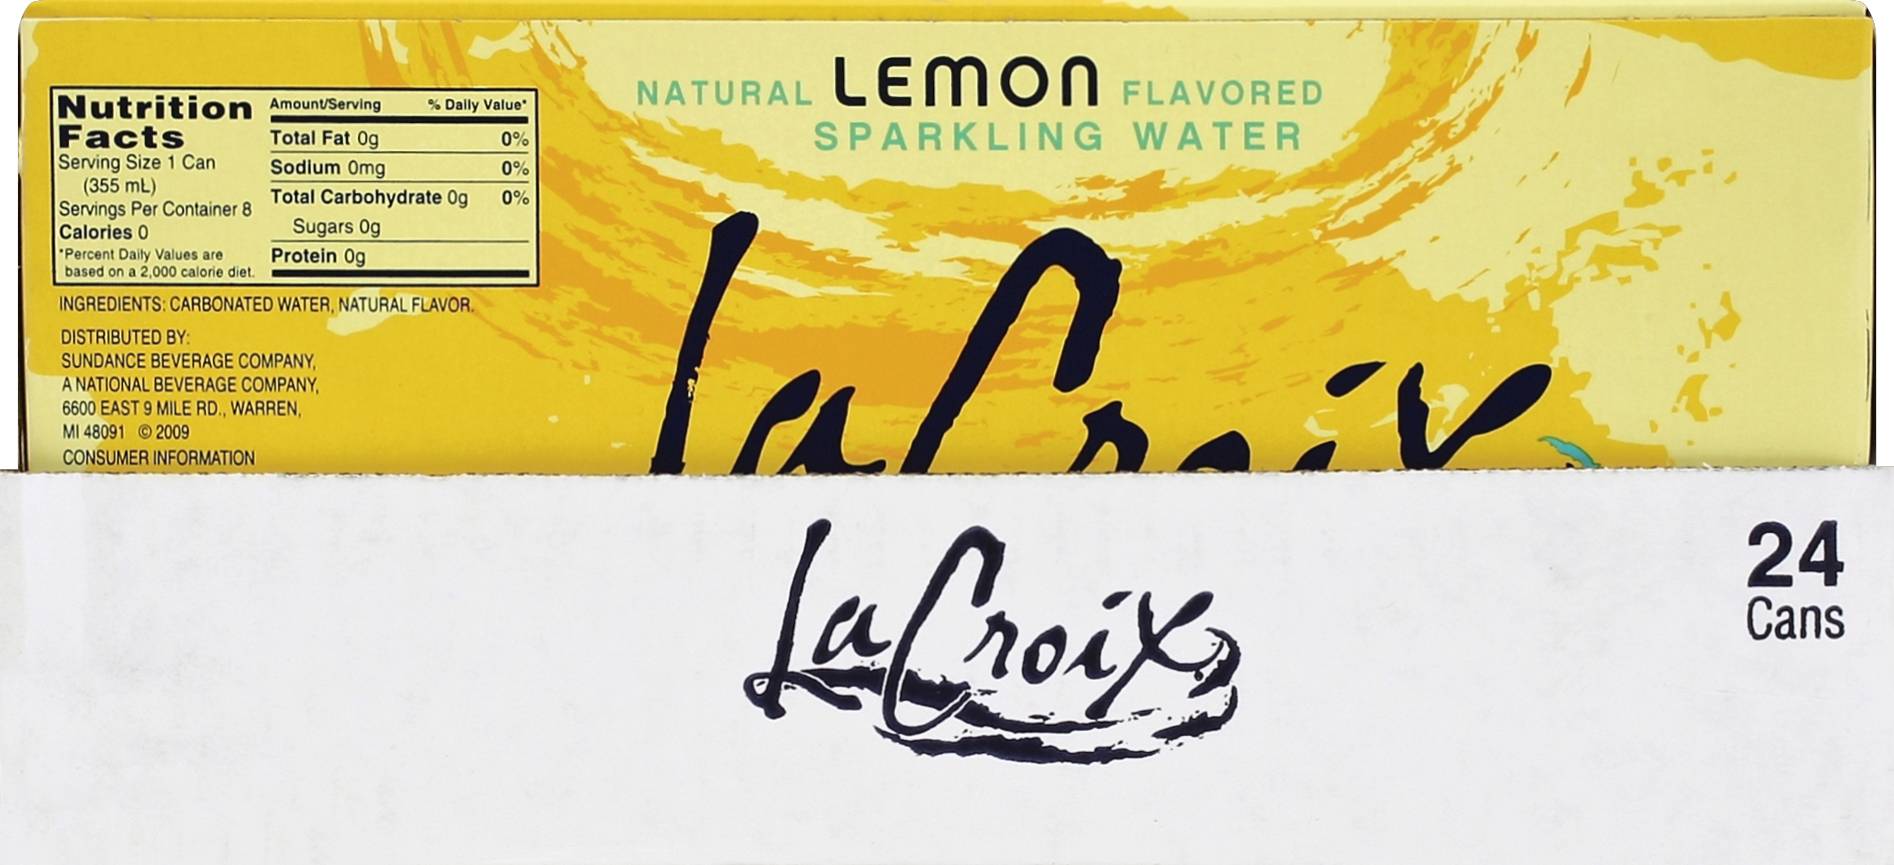 NATURAL LEMON FLAVORED
SPARKLING WATER
Nutrition
Facts
Serving Size 1 Can
(355 mL)
Servings Per Container 8
Calories 0
*Percent Daily Values are
based on a 2,000 calorie diet.
Amount/Serving % Daily Value*
Total Fat 0g 0%
Sodium 0mg 0%
Total Carbohydrate 0g 0%
Sugars 0g
Protein 0g
INGREDIENTS: CARBONATED WATER, NATURAL FLAVOR.
DISTRIBUTED BY:
SUNDANCE BEVERAGE COMPANY,
A NATIONAL BEVERAGE COMPANY,
6600 EAST 9 MILE RD., WARREN,
MI 48091 © 2009
CONSUMER INFORMATION
LaCroix
LaCroix
24
Cans